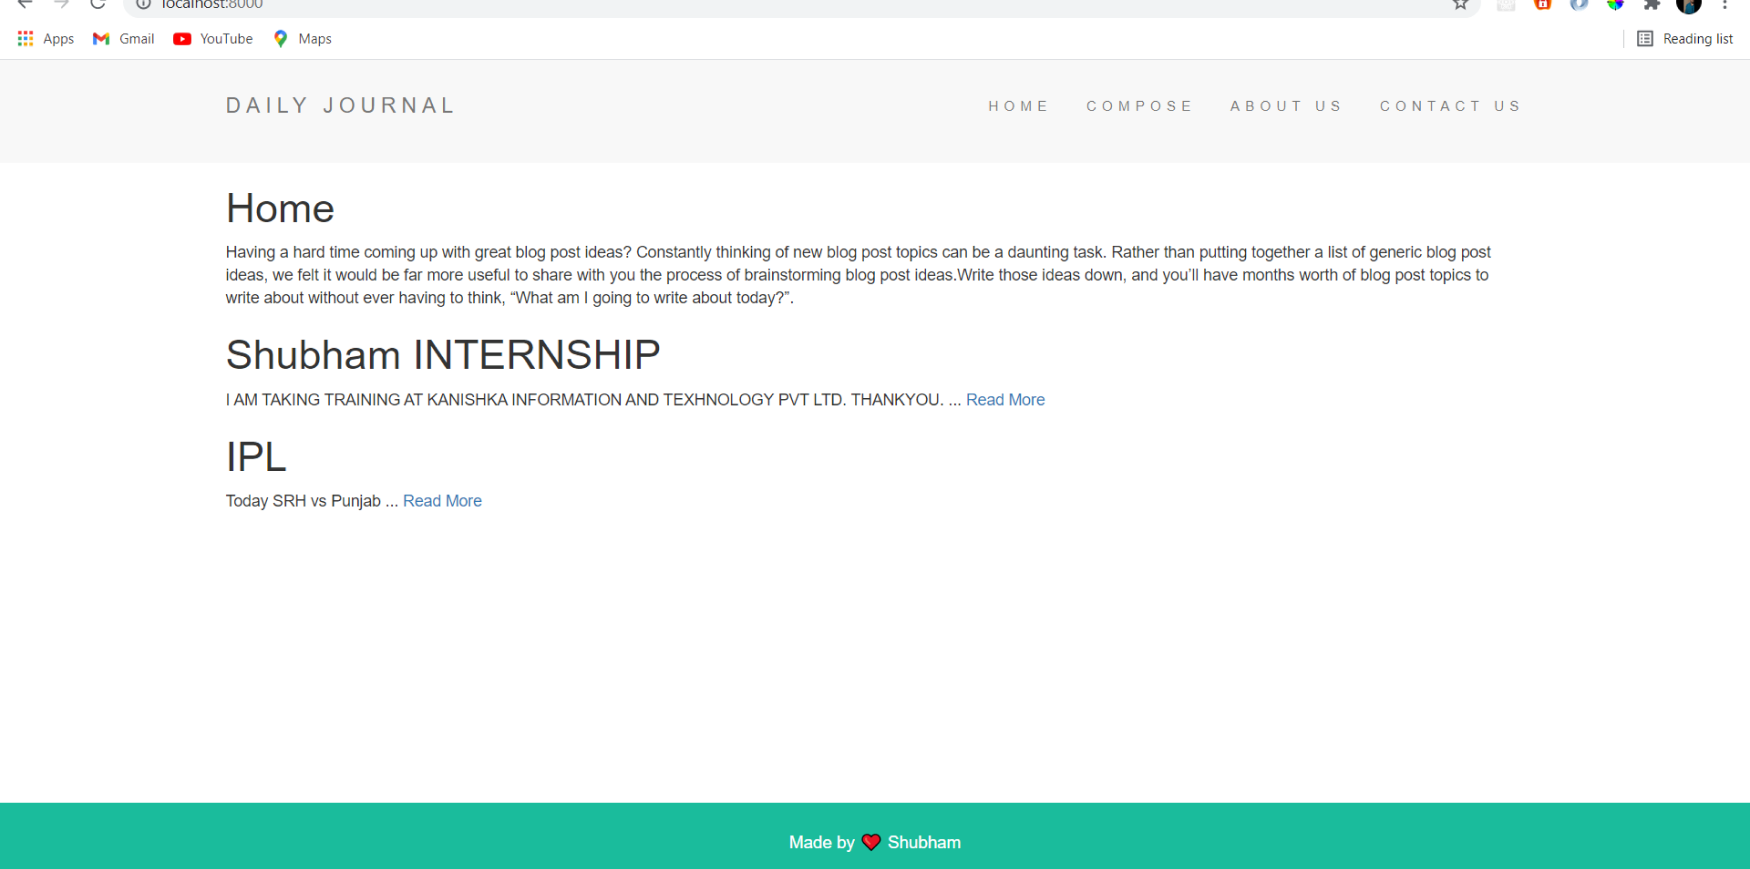 localhost:8000
Apps Gmail YouTube Maps Reading list
DAILY JOURNAL HOME COMPOSE ABOUT US CONTACT US
Home
Having a hard time coming up with great blog post ideas? Constantly thinking of new blog post topics can be a daunting task. Rather than putting together a list of generic blog post
ideas, we felt it would be far more useful to share with you the process of brainstorming blog post ideas.Write those ideas down, and you’ll have months worth of blog post topics to
write about without ever having to think, “What am I going to write about today?”.
Shubham INTERNSHIP
I AM TAKING TRAINING AT KANISHKA INFORMATION AND TEXHNOLOGY PVT LTD. THANKYOU. ... Read More
IPL
Today SRH vs Punjab ... Read More
Made by ❤ Shubham